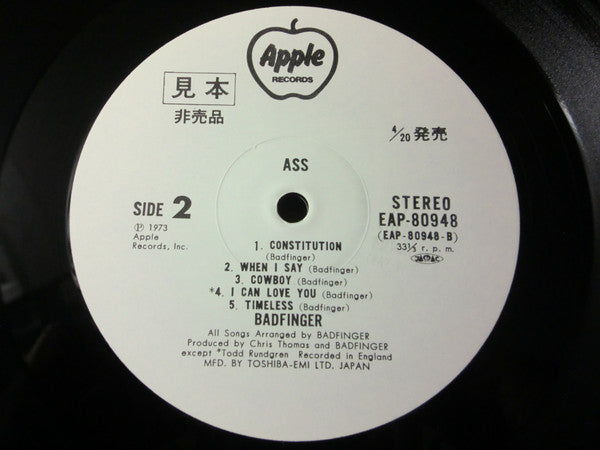 Apple
RECORDS
見本
非売品
4/20 発売
ASS
SIDE 2
℗ 1973
Apple
Records, Inc.
STEREO
EAP-80948
(EAP-80948-B)
33⅓ r. p. m.
1. CONSTITUTION
(Badfinger)
2. WHEN I SAY (Badfinger)
3. COWBOY (Badfinger)
*4. I CAN LOVE YOU (Badfinger)
5. TIMELESS (Badfinger)
BADFINGER
All Songs Arranged by BADFINGER
Produced by Chris Thomas and BADFINGER
except *Todd Rundgren Recorded in England
MFD. BY TOSHIBA-EMI LTD. JAPAN